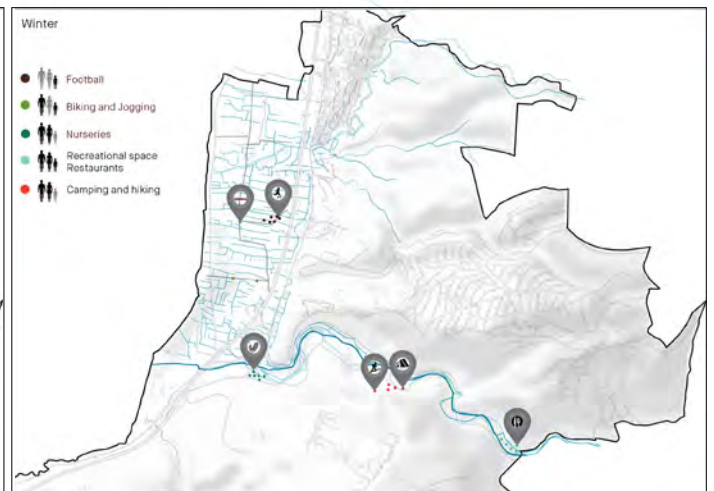 Winter
Football
Biking and Jogging
Nurseries
Recreational space
Restaurants
Camping and hiking